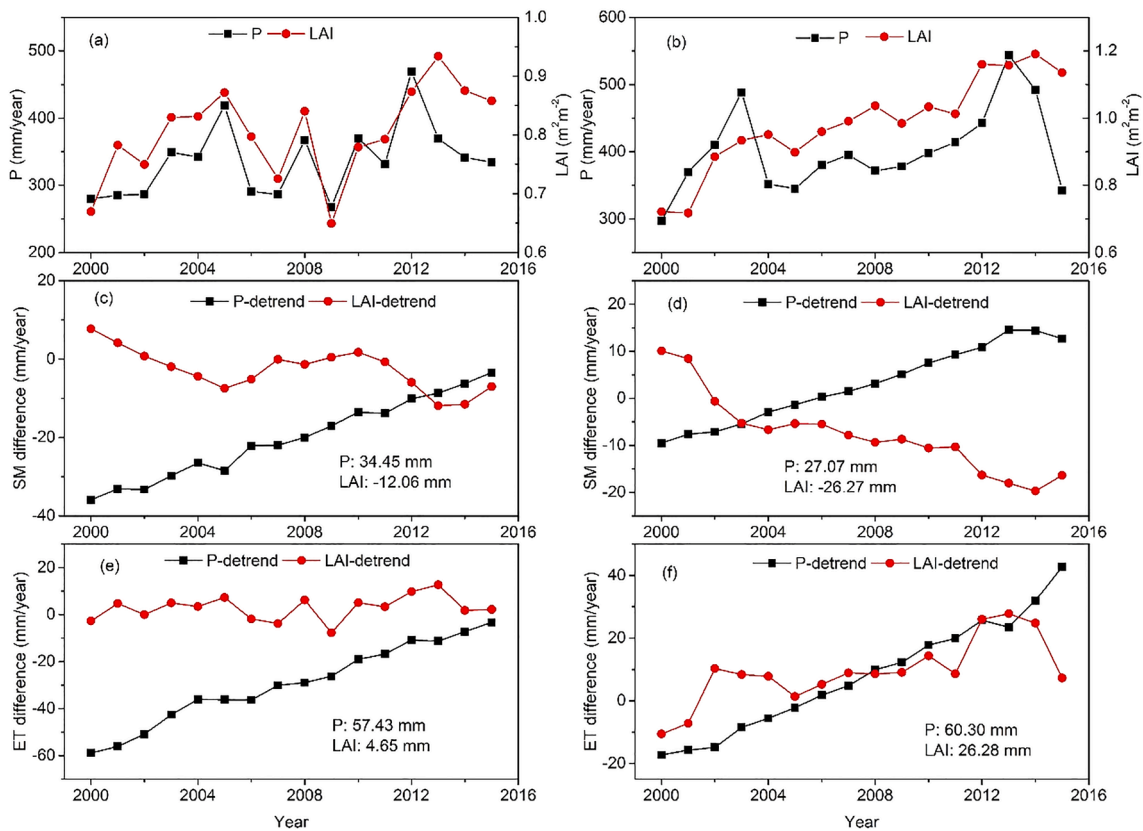 (a)
P
LAI
P (mm/year)
500
400
300
200
1.0
0.9
0.8
0.7
0.6
LAI (m²m⁻²)
2000 2004 2008 2012 2016
(b)
P
LAI
P (mm/year)
600
500
400
300
1.2
1.0
0.8
0.6
LAI (m²m⁻²)
2000 2004 2008 2012 2016
(c)
P-detrend
LAI-detrend
SM difference (mm/year)
20
0
-20
-40
P: 34.45 mm
LAI: -12.06 mm
2000 2004 2008 2012 2016
(d)
P-detrend
LAI-detrend
SM difference (mm/year)
20
10
0
-10
-20
P: 27.07 mm
LAI: -26.27 mm
2000 2004 2008 2012 2016
(e)
P-detrend
LAI-detrend
ET difference (mm/year)
20
0
-20
-40
-60
P: 57.43 mm
LAI: 4.65 mm
2000 2004 2008 2012 2016
Year
(f)
P-detrend
LAI-detrend
ET difference (mm/year)
40
20
0
-20
P: 60.30 mm
LAI: 26.28 mm
2000 2004 2008 2012 2016
Year